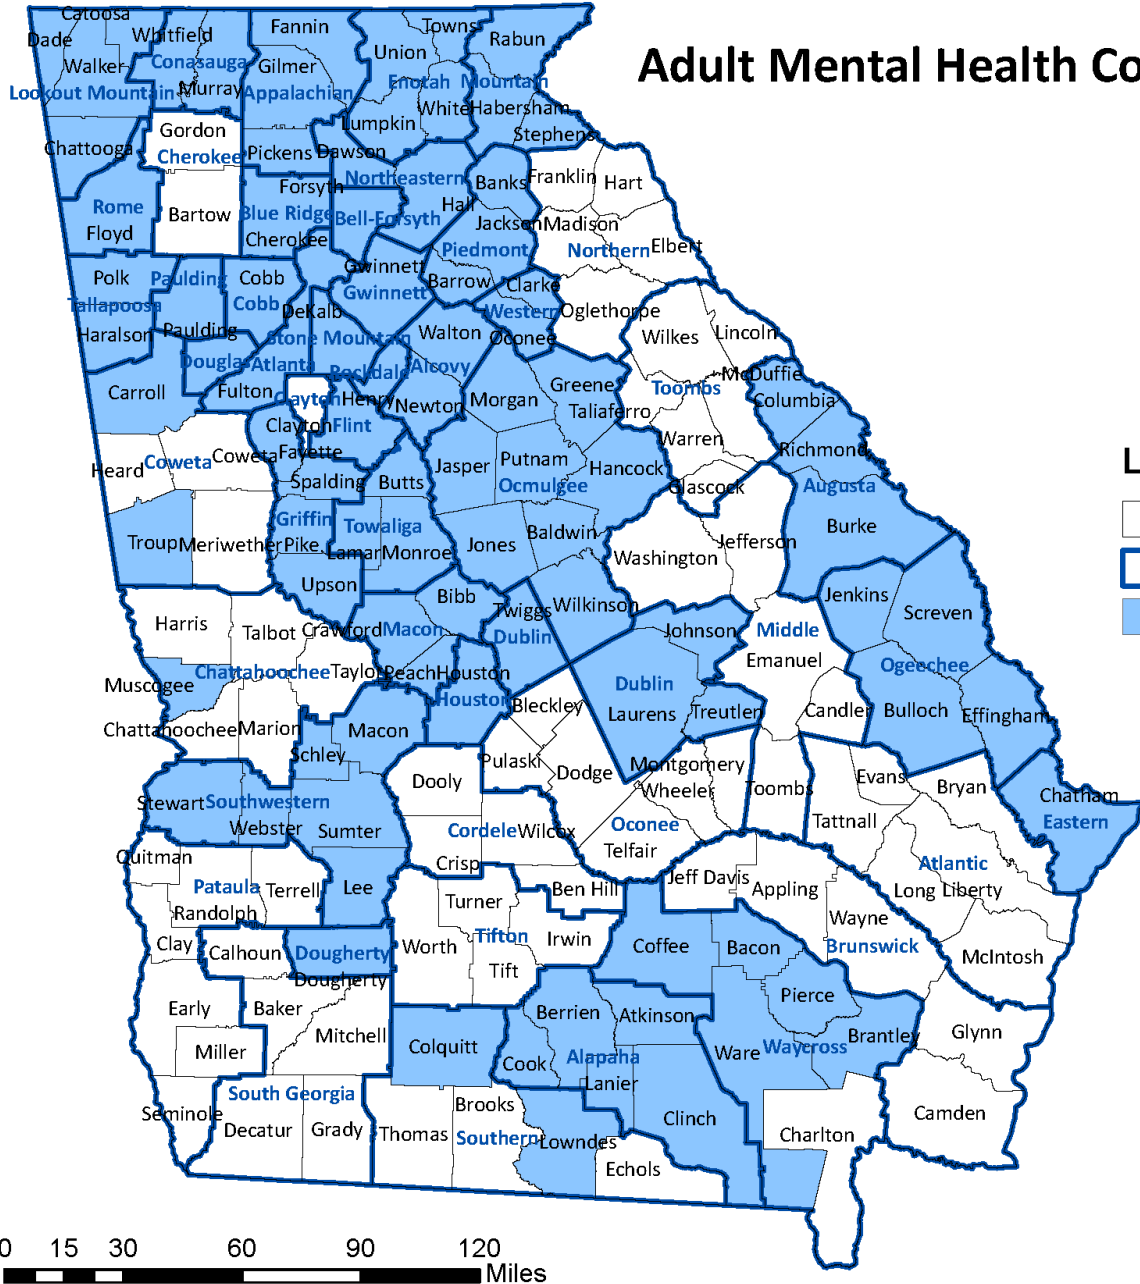 Adult Mental Health Co
Catoosa
Dade
Whitfield
Fannin
Towns
Rabun
Union
Walker
Conasauga
Gilmer
Enotah
Mountain
Lookout Mountain
Murray
Appalachian
White
Habersham
Lumpkin
Stephens
Gordon
Chattooga
Cherokee
Pickens
Dawson
Northeastern
Banks
Franklin
Hart
Forsyth
Rome
Bartow
Blue Ridge
Bell-Forsyth
Hall
Jackson
Madison
Floyd
Cherokee
Piedmont
Northern
Elbert
Gwinnett
Polk
Paulding
Cobb
Gwinnett
Barrow
Clarke
Tallapoosa
Cobb
DeKalb
Western
Oglethorpe
Haralson
Paulding
Stone Mountain
Walton
Oconee
Wilkes
Lincoln
Douglas
Atlanta
Rockdale
Alcovy
McDuffie
Carroll
Fulton
Clayton
Henry
Newton
Morgan
Greene
Taliaferro
Toombs
Columbia
Clayton
Flint
Warren
Richmond
Heard
Coweta
Coweta
Fayette
Jasper
Putnam
Hancock
L
Spalding
Butts
Ocmulgee
Glascock
Augusta
Griffin
Towaliga
Baldwin
Burke
Troup
Meriwether
Pike
Lamar
Monroe
Jones
Washington
Jefferson
Upson
Bibb
Twiggs
Wilkinson
Jenkins
Screven
Harris
Talbot
Crawford
Macon
Dublin
Johnson
Middle
Emanuel
Muscogee
Chattahoochee
Taylor
Peach
Houston
Ogeechee
Dublin
Houston
Bleckley
Laurens
Treutlen
Candler
Bulloch
Effingham
Chattahoochee
Marion
Macon
Schley
Pulaski
Dodge
Montgomery
Dooly
Wheeler
Toombs
Evans
Bryan
Chatham
Stewart
Southwestern
Eastern
Webster
Sumter
Cordele
Wilcox
Oconee
Tattnall
Telfair
Quitman
Crisp
Atlantic
Pataula
Terrell
Lee
Ben Hill
Jeff Davis
Appling
Long
Liberty
Randolph
Turner
Wayne
Clay
Calhoun
Dougherty
Worth
Tifton
Irwin
Coffee
Bacon
Brunswick
McIntosh
Dougherty
Tift
Early
Baker
Berrien
Atkinson
Pierce
Miller
Mitchell
Colquitt
Cook
Alapaha
Ware
Waycross
Brantley
Glynn
Lanier
South Georgia
Brooks
Clinch
Seminole
Decatur
Grady
Thomas
Southern
Lowndes
Charlton
Camden
Echols
0 15 30 60 90 120
Miles